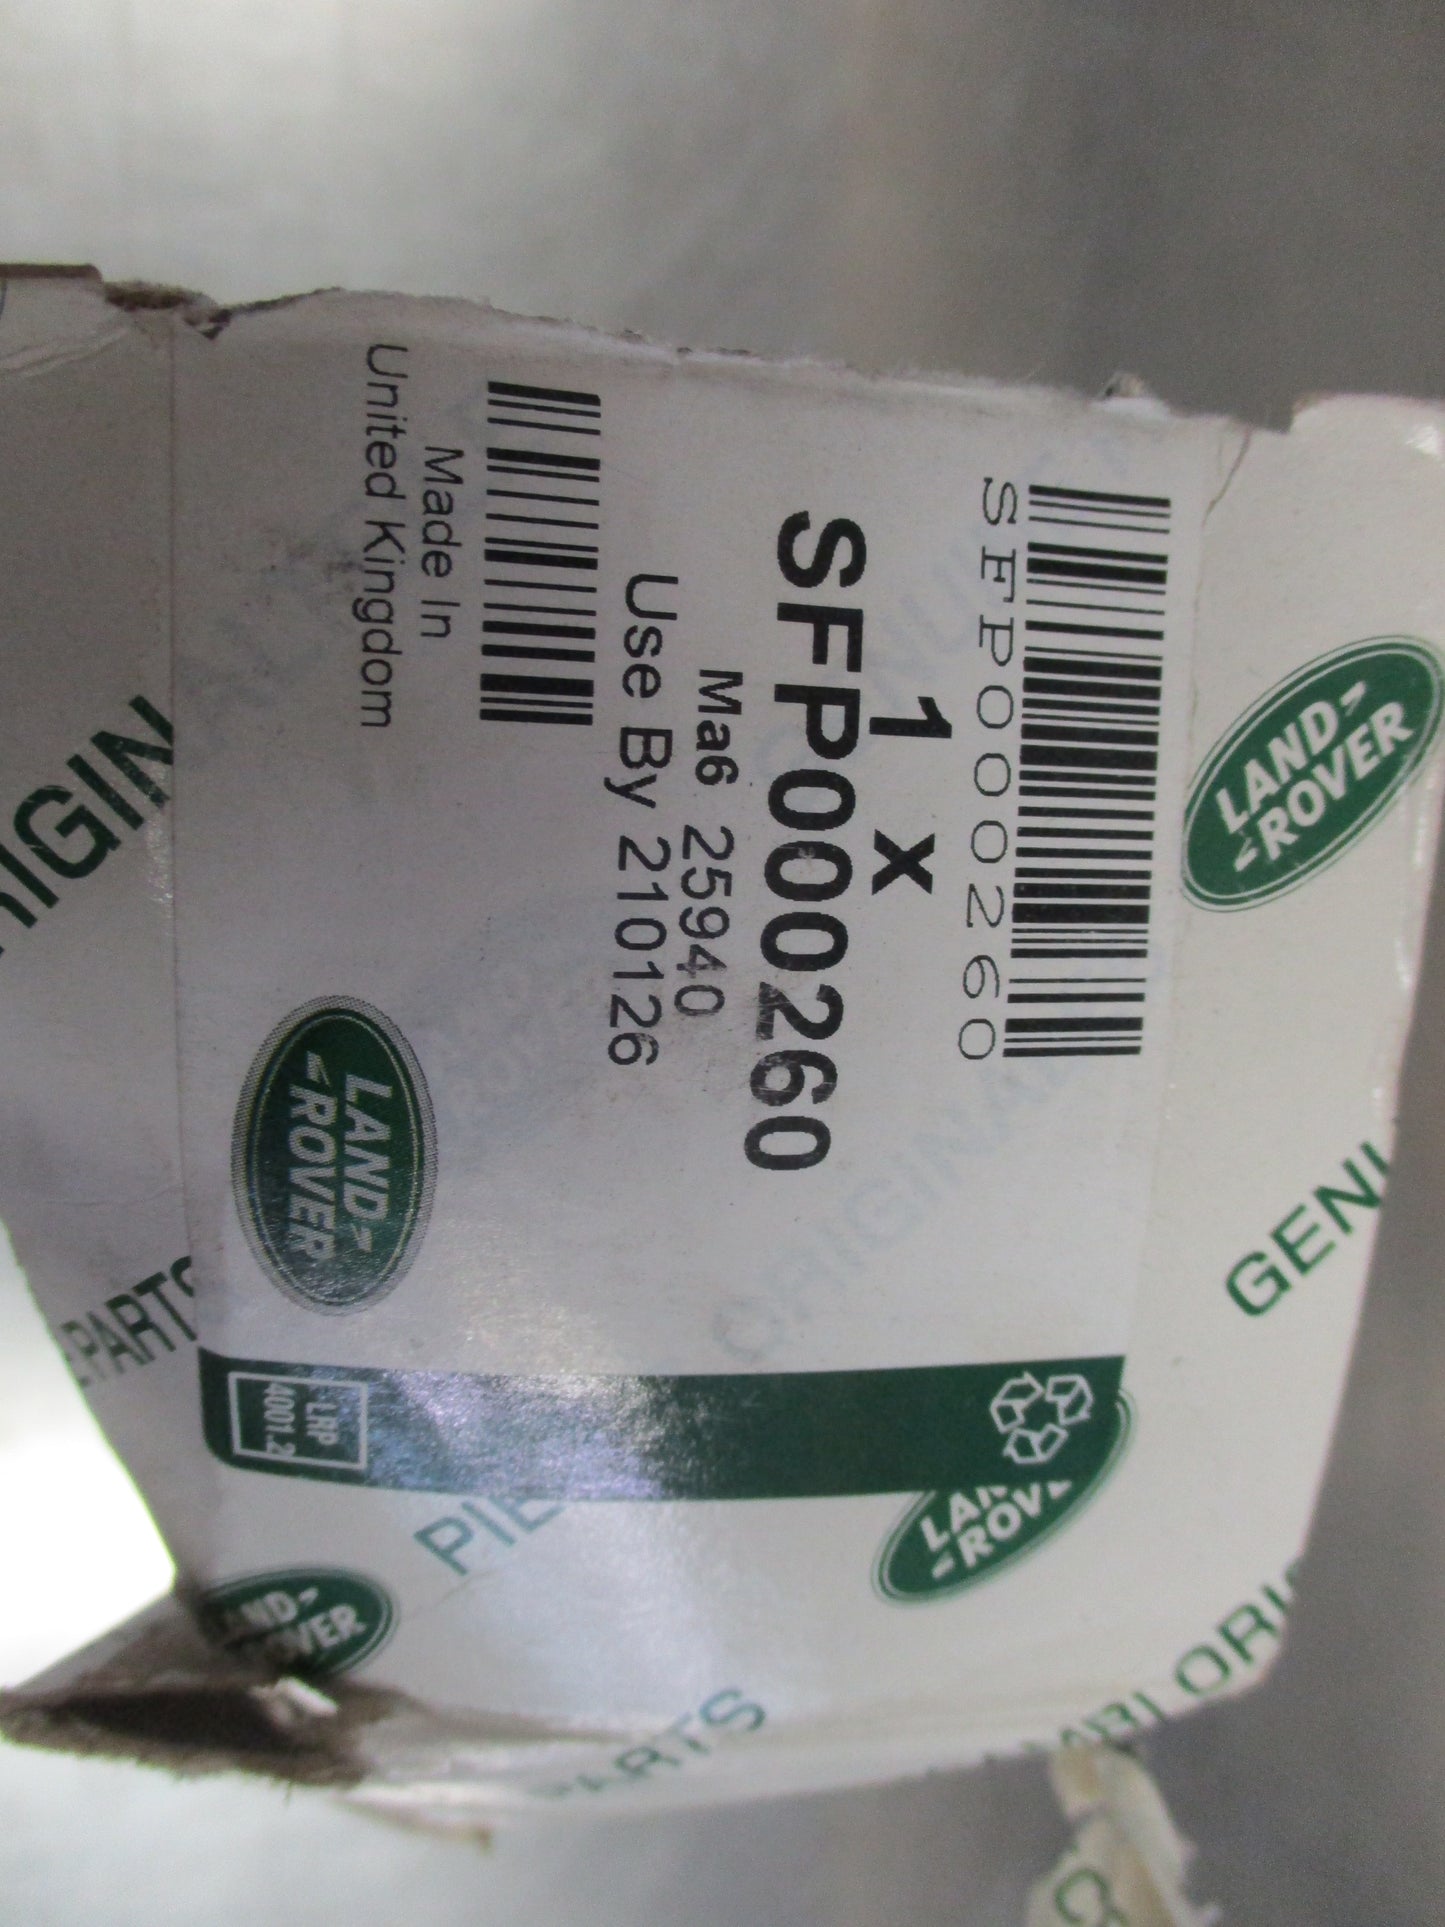 SFP000260
1 x
SFP000260
Ma6 25940
Use By 210126
Made In
United Kingdom
LAND
ROVER
LRP
4001.2
LAND
ROVER
ORIGINA
PARTS